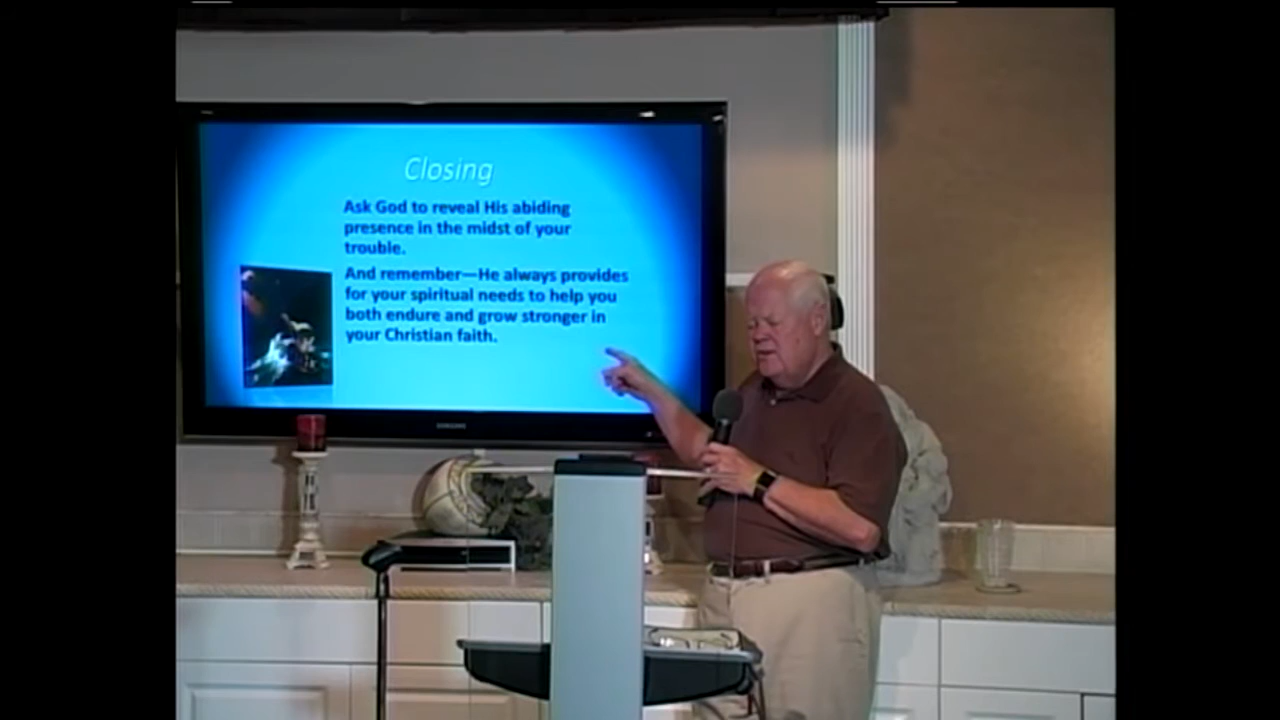 Closing
Ask God to reveal His abiding
presence in the midst of your
trouble.
And remember—He always provides
for your spiritual needs to help you
both endure and grow stronger in
your Christian faith.
SAMSUNG